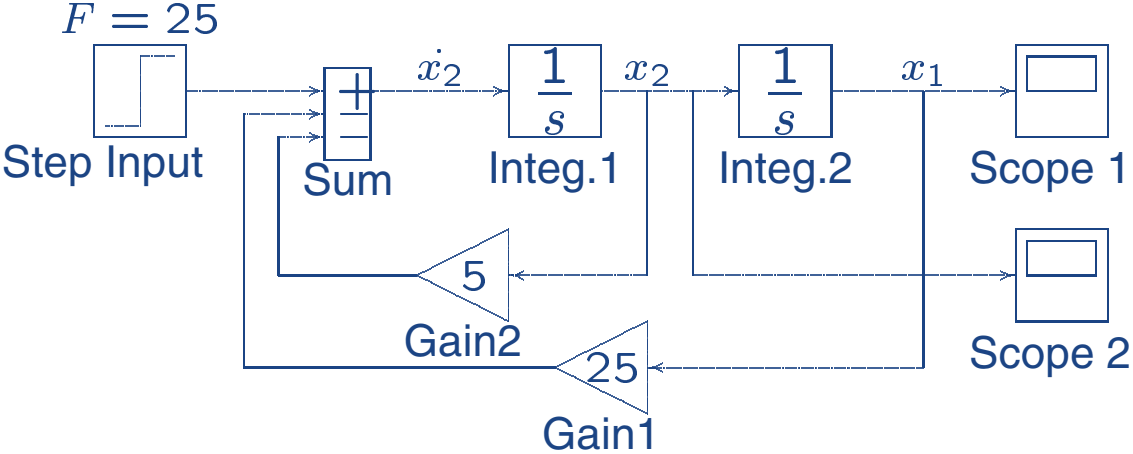 F = 25
Step Input
+
−
−
Sum
ẋ₂
1
s
Integ.1
x₂
1
s
Integ.2
x₁
Scope 1
5
Gain2
Scope 2
25
Gain1